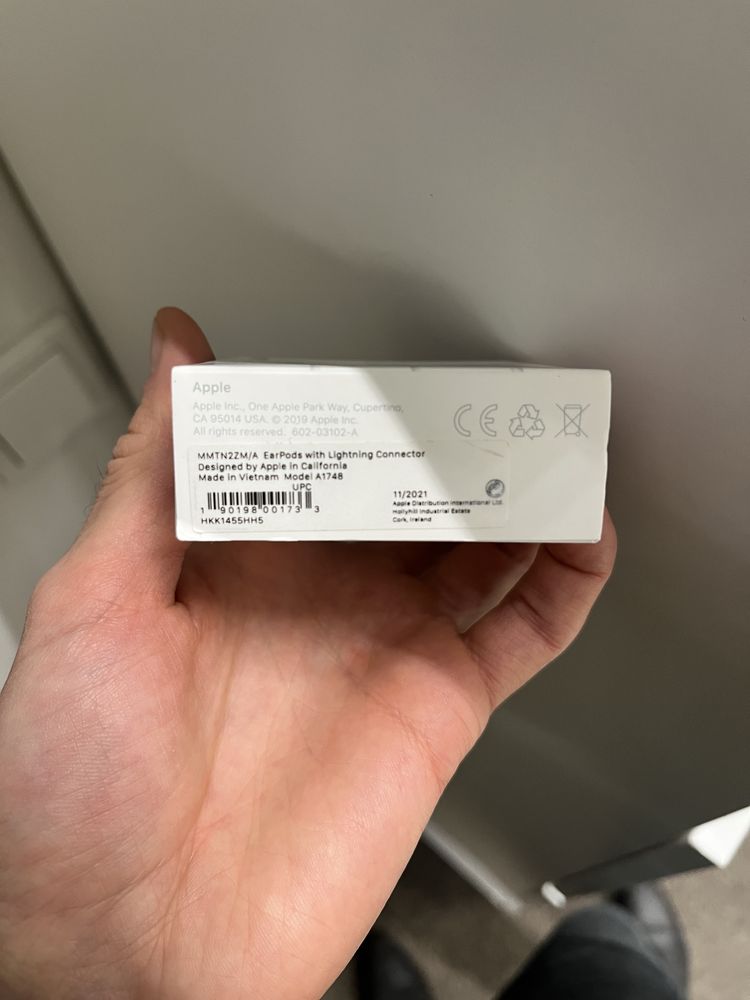 Apple
Apple Inc., One Apple Park Way, Cupertino,
CA 95014 USA. © 2019 Apple Inc.
All rights reserved. 602-03102-A
CE
MMTN2ZM/A EarPods with Lightning Connector
Designed by Apple in California
Made in Vietnam Model A1748
UPC
1 90198 00173 3
HKK1455HH5
11/2021
Apple Distribution International Ltd.
Hollyhill Industrial Estate
Cork, Ireland